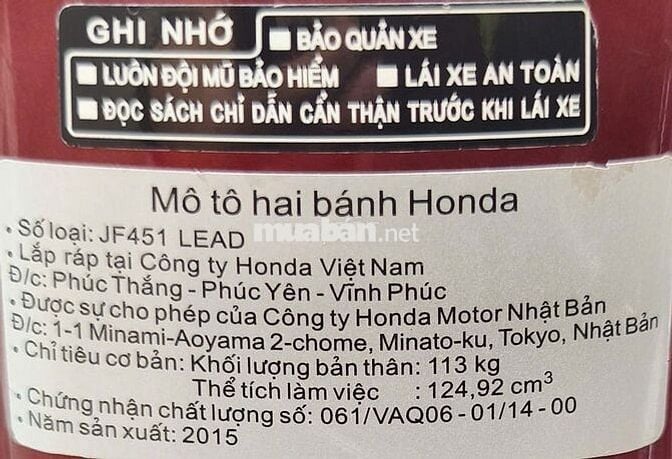 GHI NHỚ
■ BẢO QUẢN XE
■ LUÔN ĐỘI MŨ BẢO HIỂM ■ LÁI XE AN TOÀN
■ ĐỌC SÁCH CHỈ DẪN CẨN THẬN TRƯỚC KHI LÁI XE
Mô tô hai bánh Honda
• Số loại: JF451 LEAD
muaban.net
• Lắp ráp tại Công ty Honda Việt Nam
Đ/c: Phúc Thắng - Phúc Yên - Vĩnh Phúc
• Được sự cho phép của Công ty Honda Motor Nhật Bản
Đ/c: 1-1 Minami-Aoyama 2-chome, Minato-ku, Tokyo, Nhật Bản
• Chỉ tiêu cơ bản: Khối lượng bản thân: 113 kg
Thể tích làm việc : 124,92 cm³
• Chứng nhận chất lượng số: 061/VAQ06 - 01/14 - 00
• Năm sản xuất: 2015